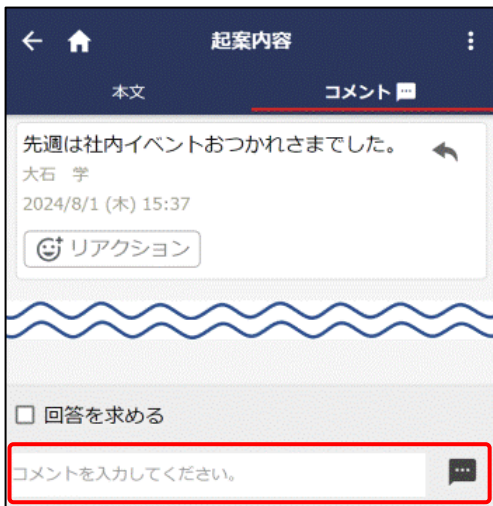 起案内容
本文
コメント
先週は社内イベントおつかれさまでした。
大石 学
2024/8/1 (木) 15:37
リアクション
回答を求める
コメントを入力してください。